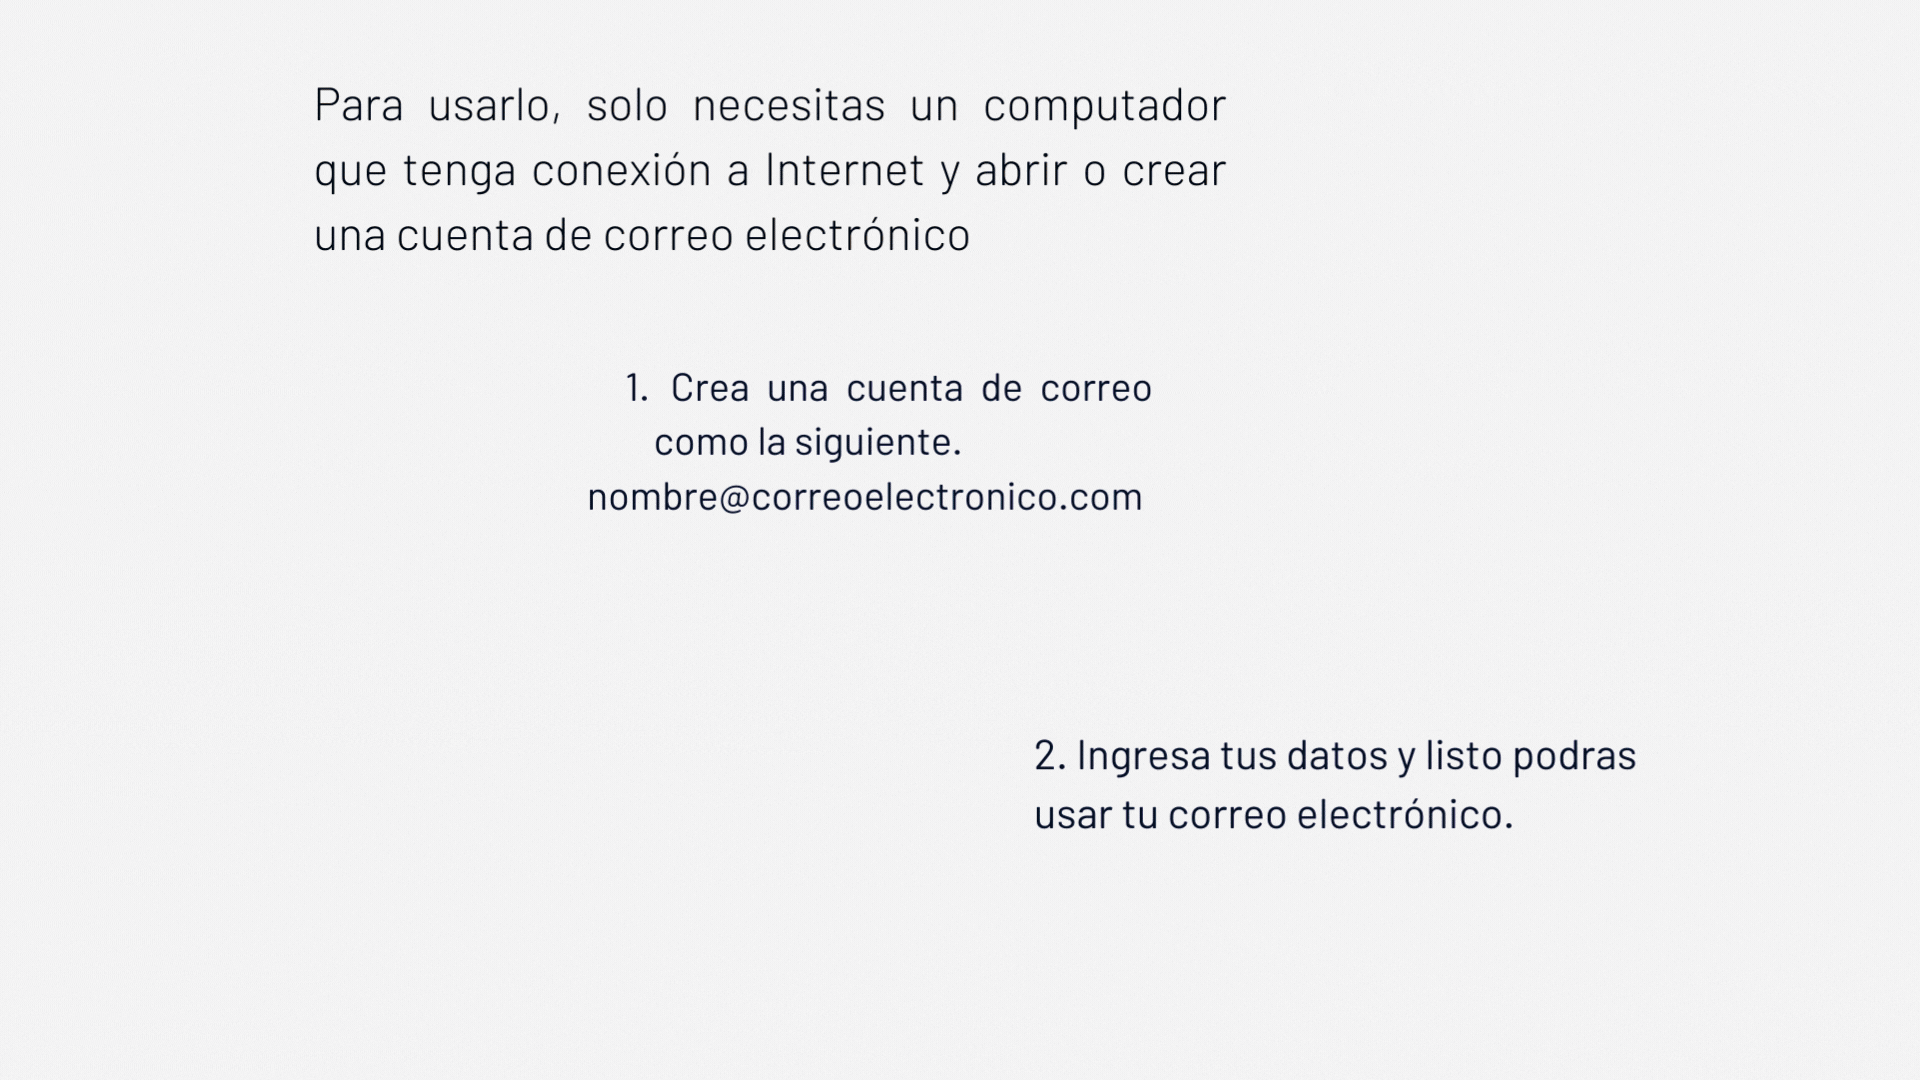 Para usarlo, solo necesitas un computador
que tenga conexión a Internet y abrir o crear
una cuenta de correo electrónico
1. Crea una cuenta de correo
como la siguiente.
nombre@correoelectronico.com
2. Ingresa tus datos y listo podras
usar tu correo electrónico.